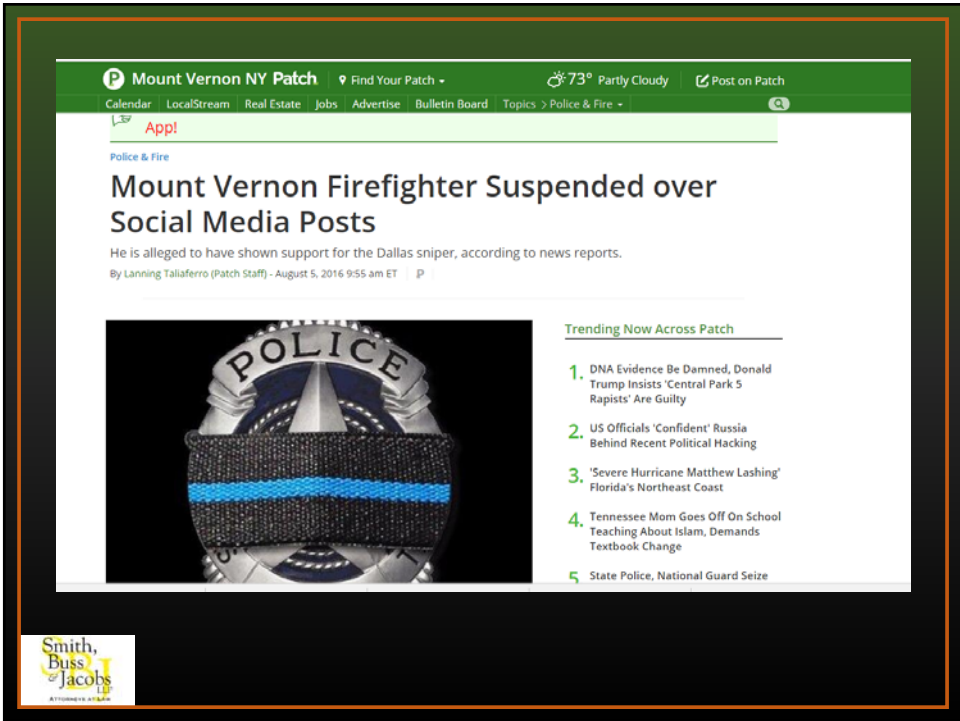 Mount Vernon NY Patch Find Your Patch 73° Partly Cloudy Post on Patch
Calendar LocalStream Real Estate Jobs Advertise Bulletin Board Topics > Police & Fire
App!
Police & Fire
Mount Vernon Firefighter Suspended over
Social Media Posts
He is alleged to have shown support for the Dallas sniper, according to news reports.
By Lanning Taliaferro (Patch Staff) - August 5, 2016 9:55 am ET
POLICE
Trending Now Across Patch
1. DNA Evidence Be Damned, Donald
Trump Insists 'Central Park 5
Rapists' Are Guilty
2. US Officials 'Confident' Russia
Behind Recent Political Hacking
3. 'Severe Hurricane Matthew Lashing'
Florida's Northeast Coast
4. Tennessee Mom Goes Off On School
Teaching About Islam, Demands
Textbook Change
5 State Police, National Guard Seize
Smith,
Buss
& Jacobs
LLP
ATTORNEYS AT LAW